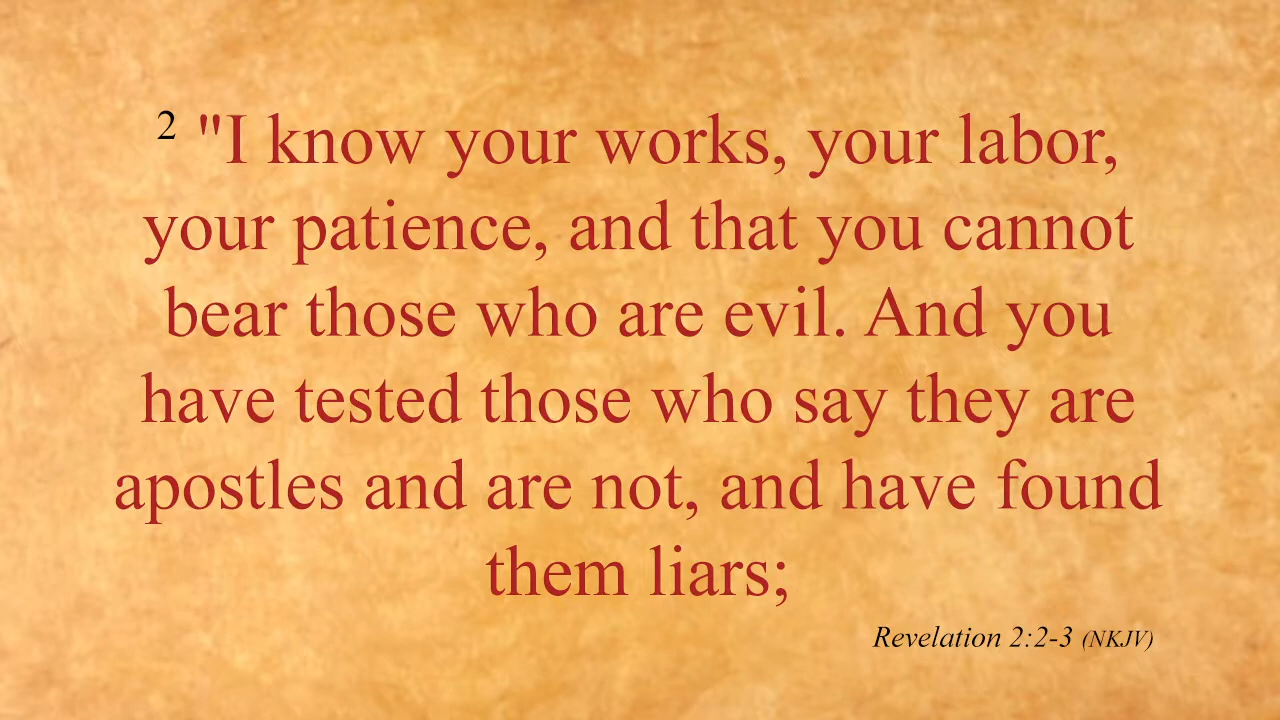 2 "I know your works, your labor,
your patience, and that you cannot
bear those who are evil. And you
have tested those who say they are
apostles and are not, and have found
them liars;
Revelation 2:2-3 (NKJV)